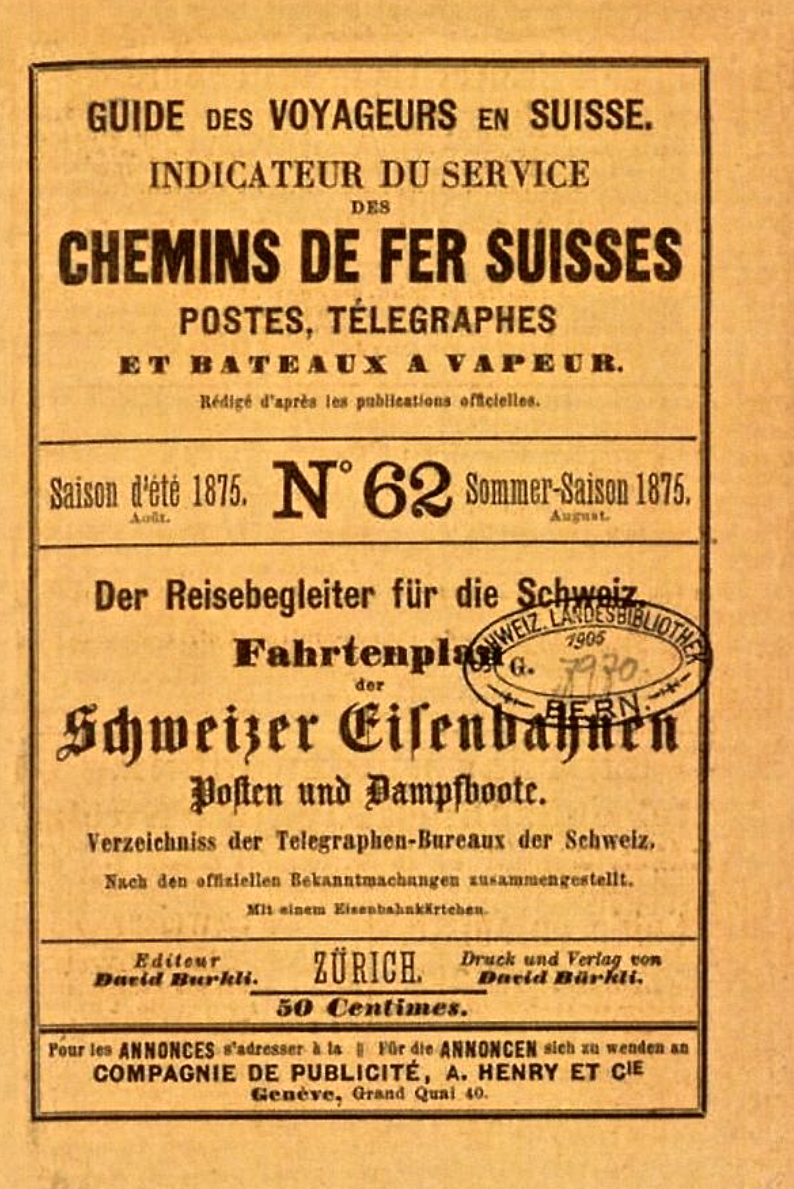 GUIDE DES VOYAGEURS EN SUISSE.
INDICATEUR DU SERVICE
DES
CHEMINS DE FER SUISSES
POSTES, TÉLEGRAPHES
ET BATEAUX A VAPEUR.
Rédigé d'après les publications officielles.
Saison d'été 1875. N° 62 Sommer-Saison 1875.
Août. August.
Der Reisebegleiter für die Schweiz.
Fahrtenplan
der
Schweizer Eisenbahnen
Posten und Dampfboote.
Verzeichniss der Telegraphen-Bureaux der Schweiz.
Nach den offiziellen Bekanntmachungen zusammengestellt.
Mit einem Eisenbahnkärtchen.
SCHWEIZ. LANDESBIBLIOTHEK
1905
G. 7970.
BERN.
Editeur
David Burkli.
ZÜRICH.
Druck und Verlag von
David Bürkli.
50 Centimes.
Pour les ANNONCES s'adresser à la || Für die ANNONCEN sich zu wenden an
COMPAGNIE DE PUBLICITÉ, A. HENRY ET CIE
Genève, Grand Quai 40.